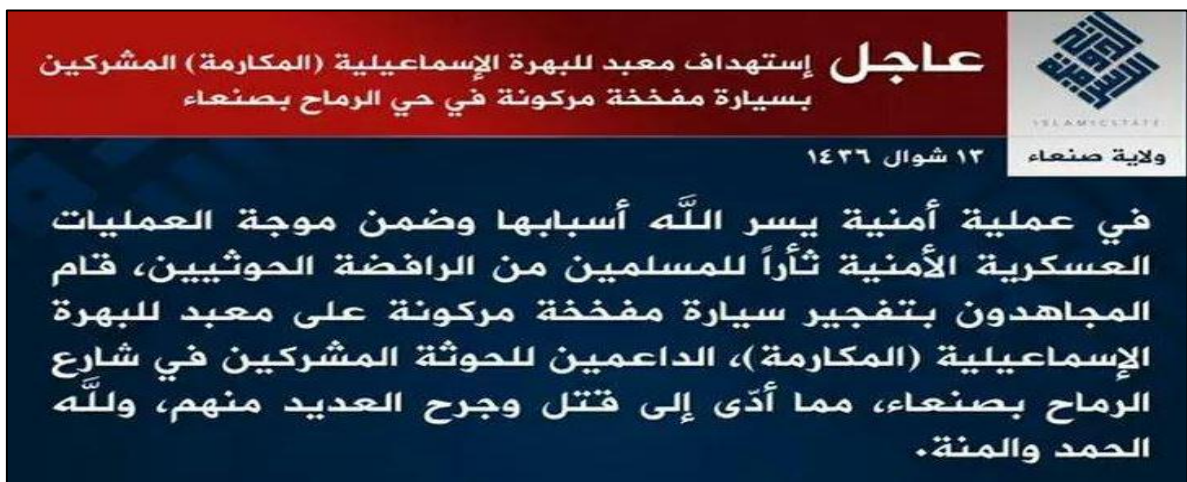 عاجل إستهداف معبد للبهرة الإسماعيلية (المكارمة) المشركين
بسيارة مفخخة مركونة في حي الرماح بصنعاء
ISLAMICSTATE
ولاية صنعاء
١٣ شوال ١٤٣٦
في عملية أمنية يسر اللَّه أسبابها وضمن موجة العمليات
العسكرية الأمنية ثأراً للمسلمين من الرافضة الحوثيين، قام
المجاهدون بتفجير سيارة مفخخة مركونة على معبد للبهرة
الإسماعيلية (المكارمة)، الداعمين للحوثة المشركين في شارع
الرماح بصنعاء، مما أدّى إلى قتل وجرح العديد منهم، وللَّه
الحمد والمنة.